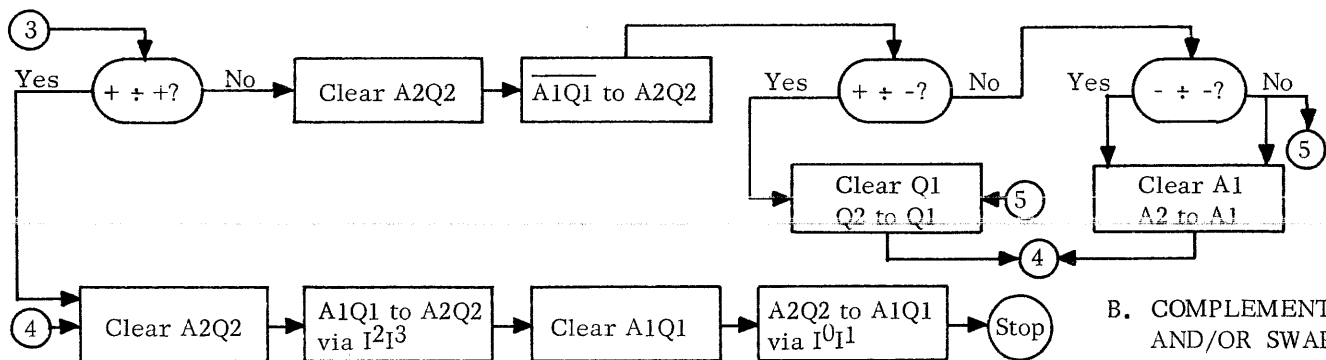 3
+ ÷ +?
Yes
No
Clear A2Q2
A1Q1 to A2Q2
+ ÷ -?
Yes
No
- ÷ -?
Yes
No
5
Clear Q1
Q2 to Q1
5
Clear A1
A2 to A1
4
4
Clear A2Q2
A1Q1 to A2Q2
via I²I³
Clear A1Q1
A2Q2 to A1Q1
via I⁰I¹
Stop
B. COMPLEMENT
AND/OR SWAP